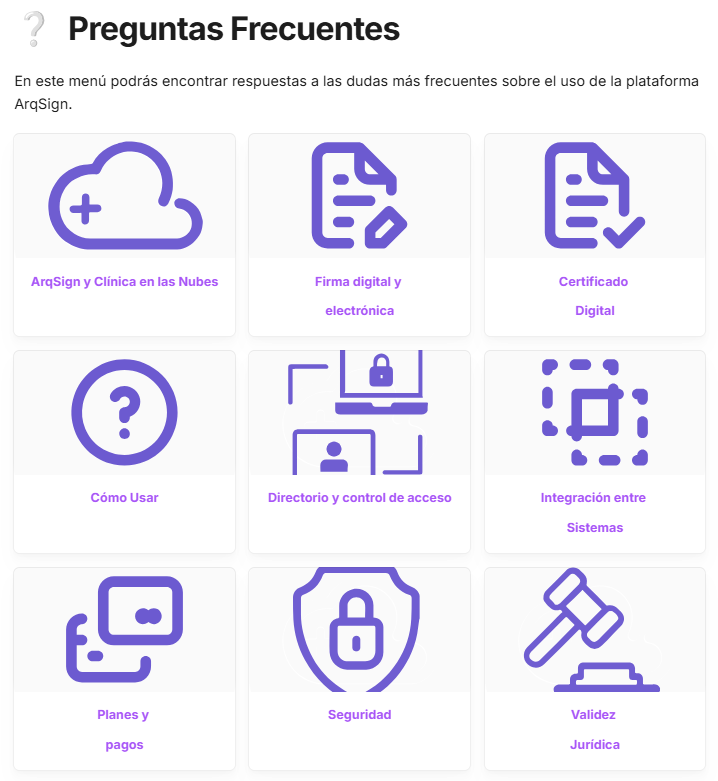 ❔ Preguntas Frecuentes
En este menú podrás encontrar respuestas a las dudas más frecuentes sobre el uso de la plataforma
ArqSign.
ArqSign y Clínica en las Nubes
Firma digital y
electrónica
Certificado
Digital
Cómo Usar
Directorio y control de acceso
Integración entre
Sistemas
Planes y
pagos
Seguridad
Validez
Jurídica